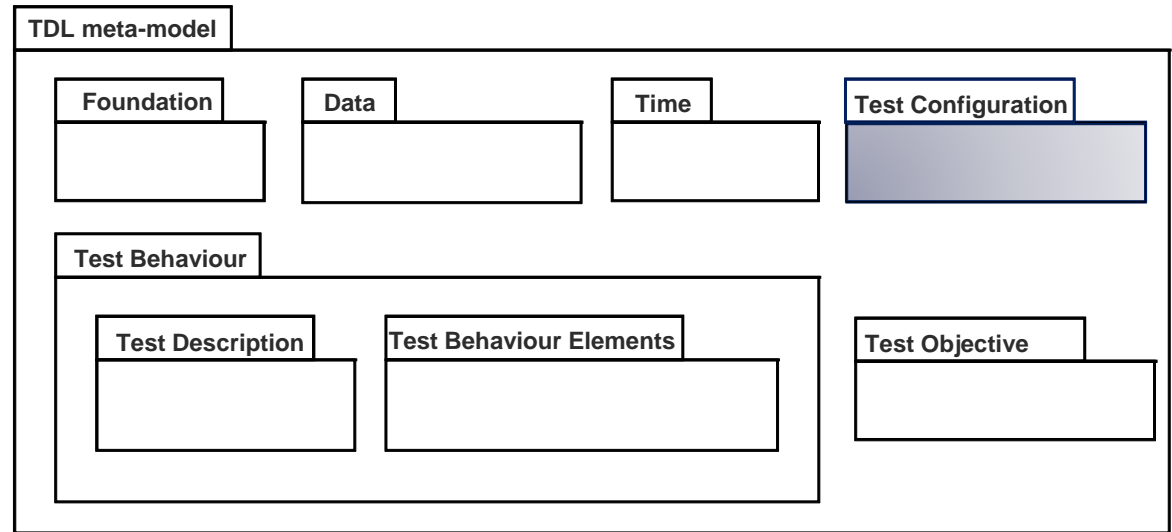 TDL meta-model
Foundation
Data
Time
Test Configuration
Test Behaviour
Test Description
Test Behaviour Elements
Test Objective